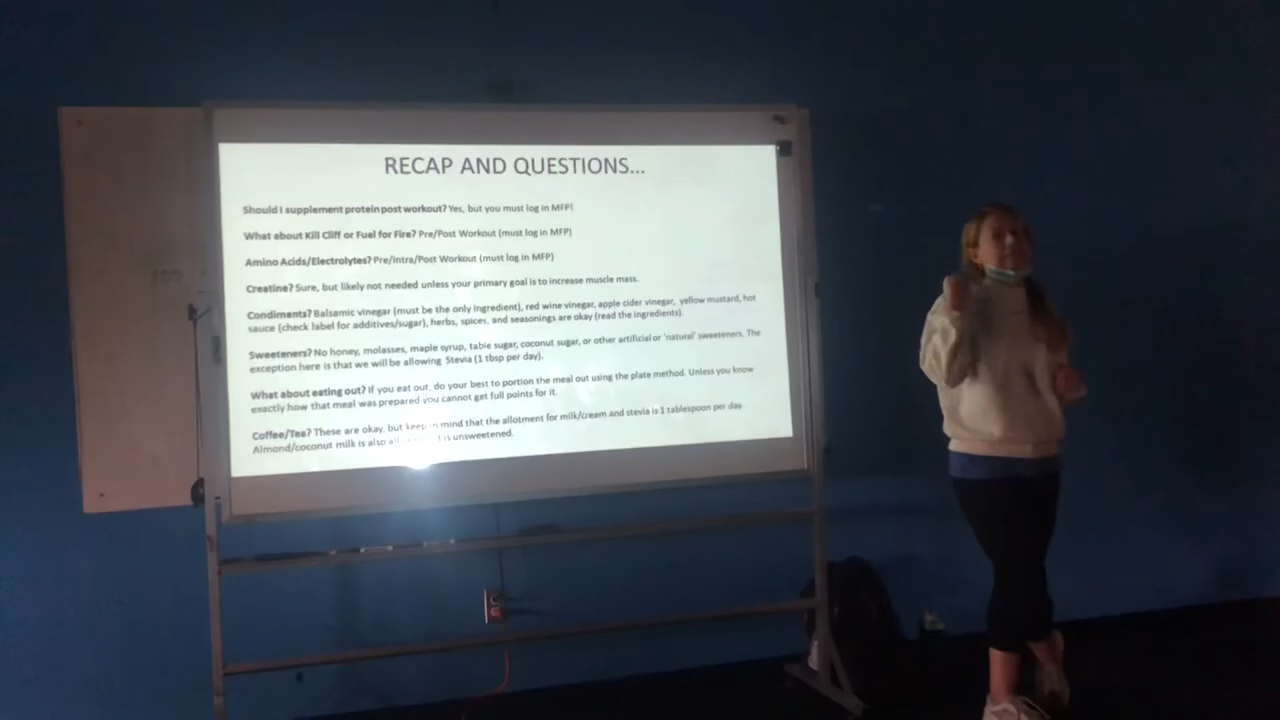 RECAP AND QUESTIONS...
Should I supplement protein post workout? Yes, but you must log in MFP!
What about Kill Cliff or Fuel for Fire? Pre/Post Workout (must log in MFP)
Amino Acids/Electrolytes? Pre/Intra/Post Workout (must log in MFP)
Creatine? Sure, but likely not needed unless your primary goal is to increase muscle mass.
Condiments? Balsamic vinegar (must be the only ingredient), red wine vinegar, apple cider vinegar, yellow mustard, hot
sauce (check label for additives/sugar), herbs, spices, and seasonings are okay (read the ingredients).
Sweeteners? No honey, molasses, maple syrup, table sugar, coconut sugar, or other artificial or 'natural' sweeteners. The
exception here is that we will be allowing Stevia (1 tbsp per day).
What about eating out? If you eat out, do your best to portion the meal out using the plate method. Unless you know
exactly how that meal was prepared you cannot get full points for it.
Coffee/Tea? These are okay, but keep in mind that the allotment for milk/cream and stevia is 1 tablespoon per day
Almond/coconut milk is also is unsweetened.